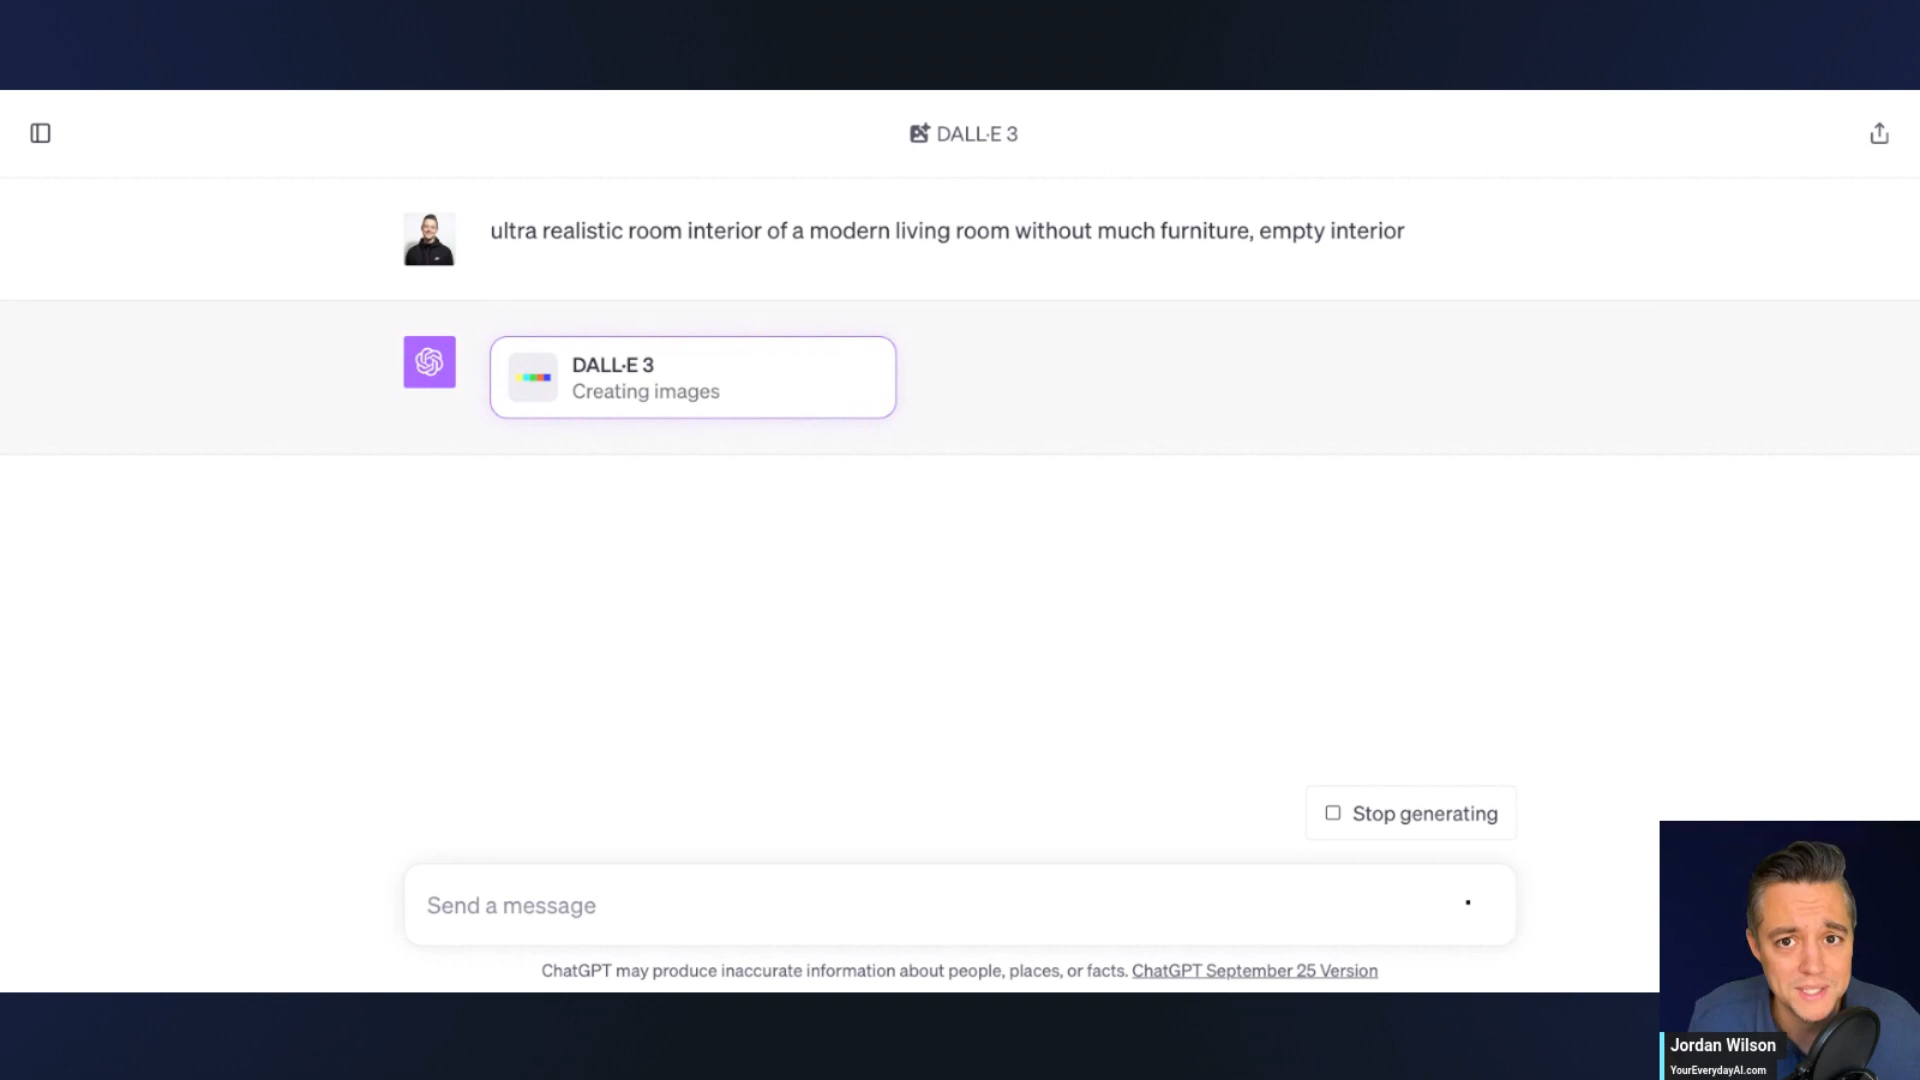 DALL·E 3
ultra realistic room interior of a modern living room without much furniture, empty interior
DALL·E 3
Creating images
Stop generating
Send a message
ChatGPT may produce inaccurate information about people, places, or facts. ChatGPT September 25 Version
Jordan Wilson
YourEverydayAI.com